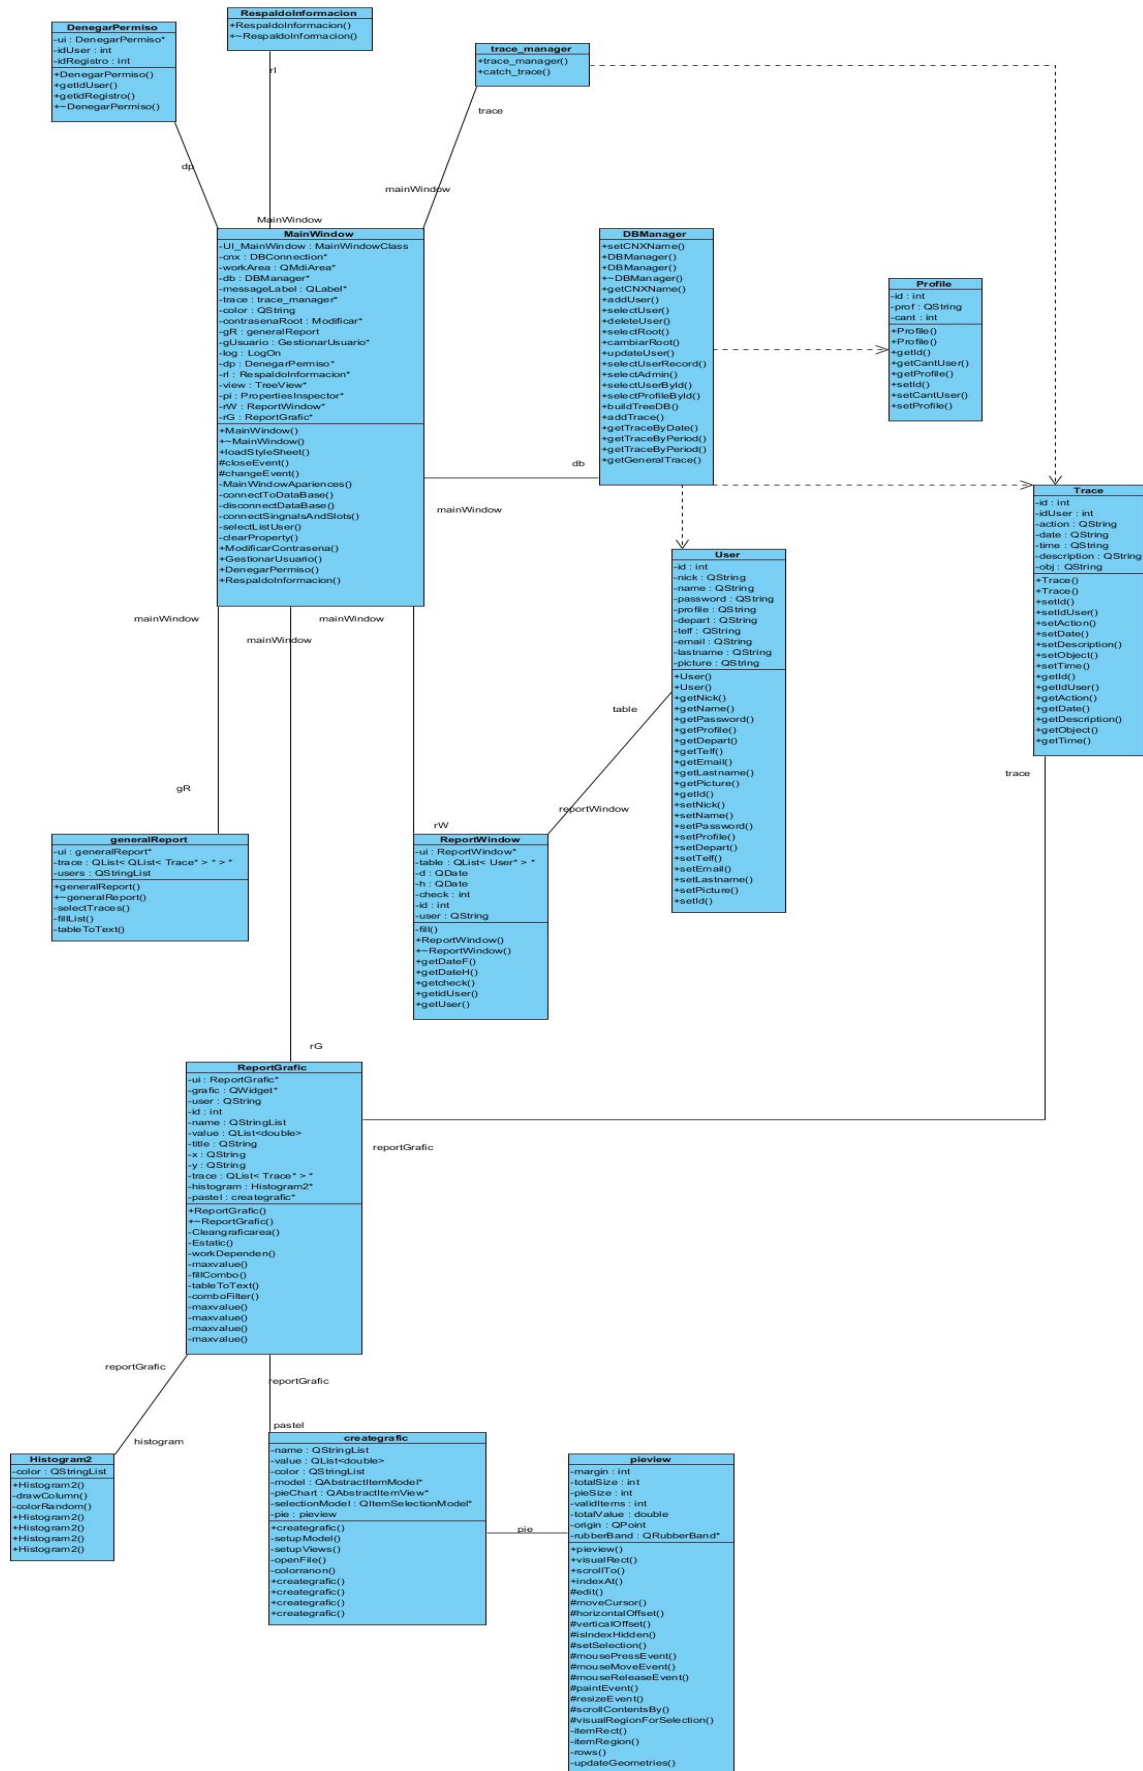 RespaldoInformacion
+RespaldoInformacion()
+~RespaldoInformacion()
DenegarPermiso
-ui : DenegarPermiso*
-idUser : int
-idRegistro : int
+DenegarPermiso()
+getIdUser()
+getidRegistro()
+~DenegarPermiso()
trace_manager
+trace_manager()
+catch_trace()
rI
trace
dp
mainWindow
MainWindow
MainWindow
-UI_MainWindow : MainWindowClass
-cnx : DBConnection*
-workArea : QMdiArea*
-db : DBManager*
-messageLabel : QLabel*
-trace : trace_manager*
-color : QString
-contrasenaRoot : Modificar*
-gR : generalReport
-gUsuario : GestionarUsuario*
-log : LogOn
-dp : DenegarPermiso*
-rI : RespaldoInformacion*
-view : TreeView*
-pi : PropertiesInspector*
-rW : ReportWindow*
-rG : ReportGrafic*
+MainWindow()
+~MainWindow()
+loadStyleSheet()
#closeEvent()
#changeEvent()
-MainWindowApariences()
-connectToDataBase()
-disconnectDataBase()
-connectSingnalsAndSlots()
-selectListUser()
-clearProperty()
+ModificarContrasena()
+GestionarUsuario()
+DenegarPermiso()
+RespaldoInformacion()
DBManager
+setCNXName()
+DBManager()
+DBManager()
+~DBManager()
+getCNXName()
+addUser()
+selectUser()
+deleteUser()
+selectRoot()
+cambiarRoot()
+updateUser()
+selectUserRecord()
+selectAdmin()
+selectUserById()
+selectProfileById()
+buildTreeDB()
+addTrace()
+getTraceByDate()
+getTraceByPeriod()
+getTraceByPeriod()
+getGeneralTrace()
Profile
-id : int
-prof : QString
-cant : int
+Profile()
+Profile()
+getId()
+getCantUser()
+getProfile()
+setId()
+setCantUser()
+setProfile()
db
mainWindow
Trace
-id : int
-idUser : int
-action : QString
-date : QString
-time : QString
-description : QString
-obj : QString
+Trace()
+Trace()
+setId()
+setIdUser()
+setAction()
+setDate()
+setDescription()
+setObject()
+setTime()
+getId()
+getIdUser()
+getAction()
+getDate()
+getDescription()
+getObject()
+getTime()
User
-id : int
-nick : QString
-name : QString
-password : QString
-profile : QString
-depart : QString
-telf : QString
-email : QString
-lastname : QString
-picture : QString
+User()
+User()
+getNick()
+getName()
+getPassword()
+getProfile()
+getDepart()
+getTelf()
+getEmail()
+getLastname()
+getPicture()
+getId()
+setNick()
+setName()
+setPassword()
+setProfile()
+setDepart()
+setTelf()
+setEmail()
+setLastname()
+setPicture()
+setId()
mainWindow
mainWindow
mainWindow
table
trace
gR
reportWindow
rW
generalReport
-ui : generalReport*
-trace : QList< QList< Trace* > * > *
-users : QStringList
+generalReport()
+~generalReport()
-selectTraces()
-fillList()
-tableToText()
ReportWindow
-ui : ReportWindow*
-table : QList< User* > *
-d : QDate
-h : QDate
-check : int
-id : int
-user : QString
-fill()
+ReportWindow()
+~ReportWindow()
+getDateF()
+getDateH()
+getcheck()
+getidUser()
+getUser()
rG
ReportGrafic
-ui : ReportGrafic*
-grafic : QWidget*
-user : QString
-id : int
-name : QStringList
-value : QList<double>
-title : QString
-x : QString
-y : QString
-trace : QList< Trace* > *
-histogram : Histogram2*
-pastel : creategrafic*
+ReportGrafic()
+~ReportGrafic()
-Cleangraficarea()
-Estatic()
-workDependen()
-maxvalue()
-fillCombo()
-tableToText()
-comboFilter()
-maxvalue()
-maxvalue()
-maxvalue()
-maxvalue()
reportGrafic
reportGrafic
reportGrafic
pastel
histogram
Histogram2
-color : QStringList
+Histogram2()
-drawColumn()
-colorRandom()
+Histogram2()
+Histogram2()
+Histogram2()
+Histogram2()
creategrafic
-name : QStringList
-value : QList<double>
-color : QStringList
-model : QAbstractItemModel*
-pieChart : QAbstractItemView*
-selectionModel : QItemSelectionModel*
-pie : pieview
+creategrafic()
-setupModel()
-setupViews()
-openFile()
-colorranon()
+creategrafic()
+creategrafic()
+creategrafic()
+creategrafic()
pie
pieview
-margin : int
-totalSize : int
-pieSize : int
-validItems : int
-totalValue : double
-origin : QPoint
-rubberBand : QRubberBand*
+pieview()
+visualRect()
+scrollTo()
+indexAt()
#edit()
#moveCursor()
#horizontalOffset()
#verticalOffset()
#isIndexHidden()
#setSelection()
#mousePressEvent()
#mouseMoveEvent()
#mouseReleaseEvent()
#paintEvent()
#resizeEvent()
#scrollContentsBy()
#visualRegionForSelection()
-itemRect()
-itemRegion()
-rows()
-updateGeometries()